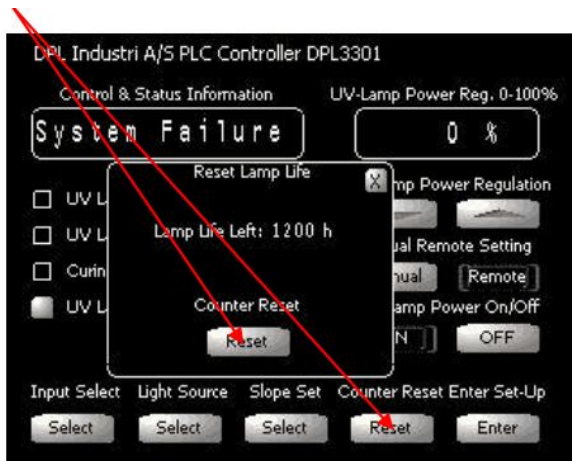 DPL Industri A/S PLC Controller DPL3301
Control & Status Information
UV-Lamp Power Reg. 0-100%
System Failure
0 %
Reset Lamp Life
X
mp Power Regulation
UV L
Lamp Life Left: 1200 h
UV L
ual Remote Setting
Curin
nual
Remote
UV L
Counter Reset
amp Power On/Off
Reset
N
OFF
Input Select
Light Source
Slope Set
Counter Reset
Enter Set-Up
Select
Select
Select
Reset
Enter